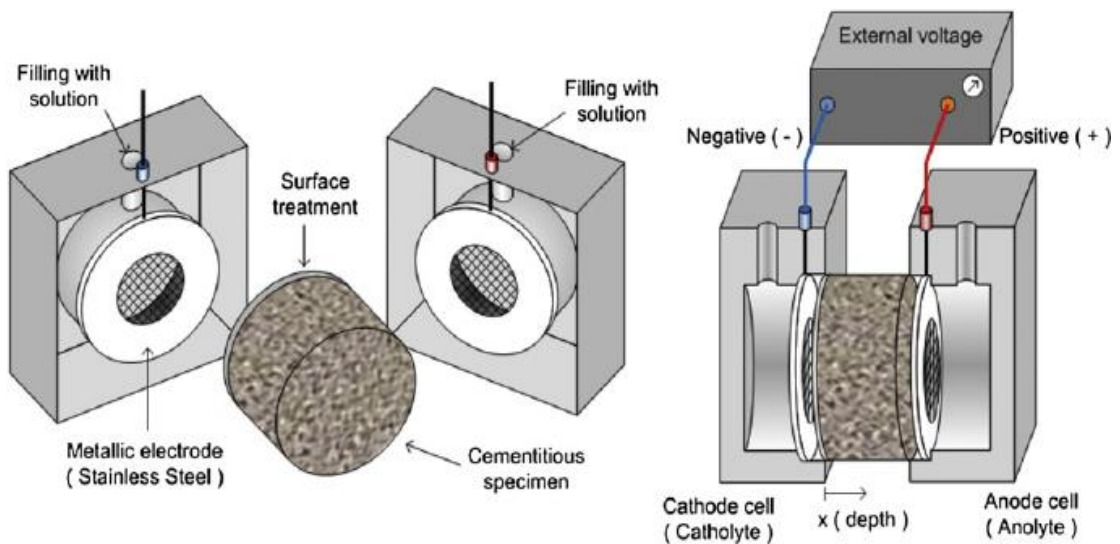 Filling with
solution
Surface
treatment
Filling with
solution
Metallic electrode
( Stainless Steel )
Cementitious
specimen
External voltage
Negative ( - )
Positive ( + )
Cathode cell
( Catholyte )
x ( depth )
Anode cell
( Anolyte )